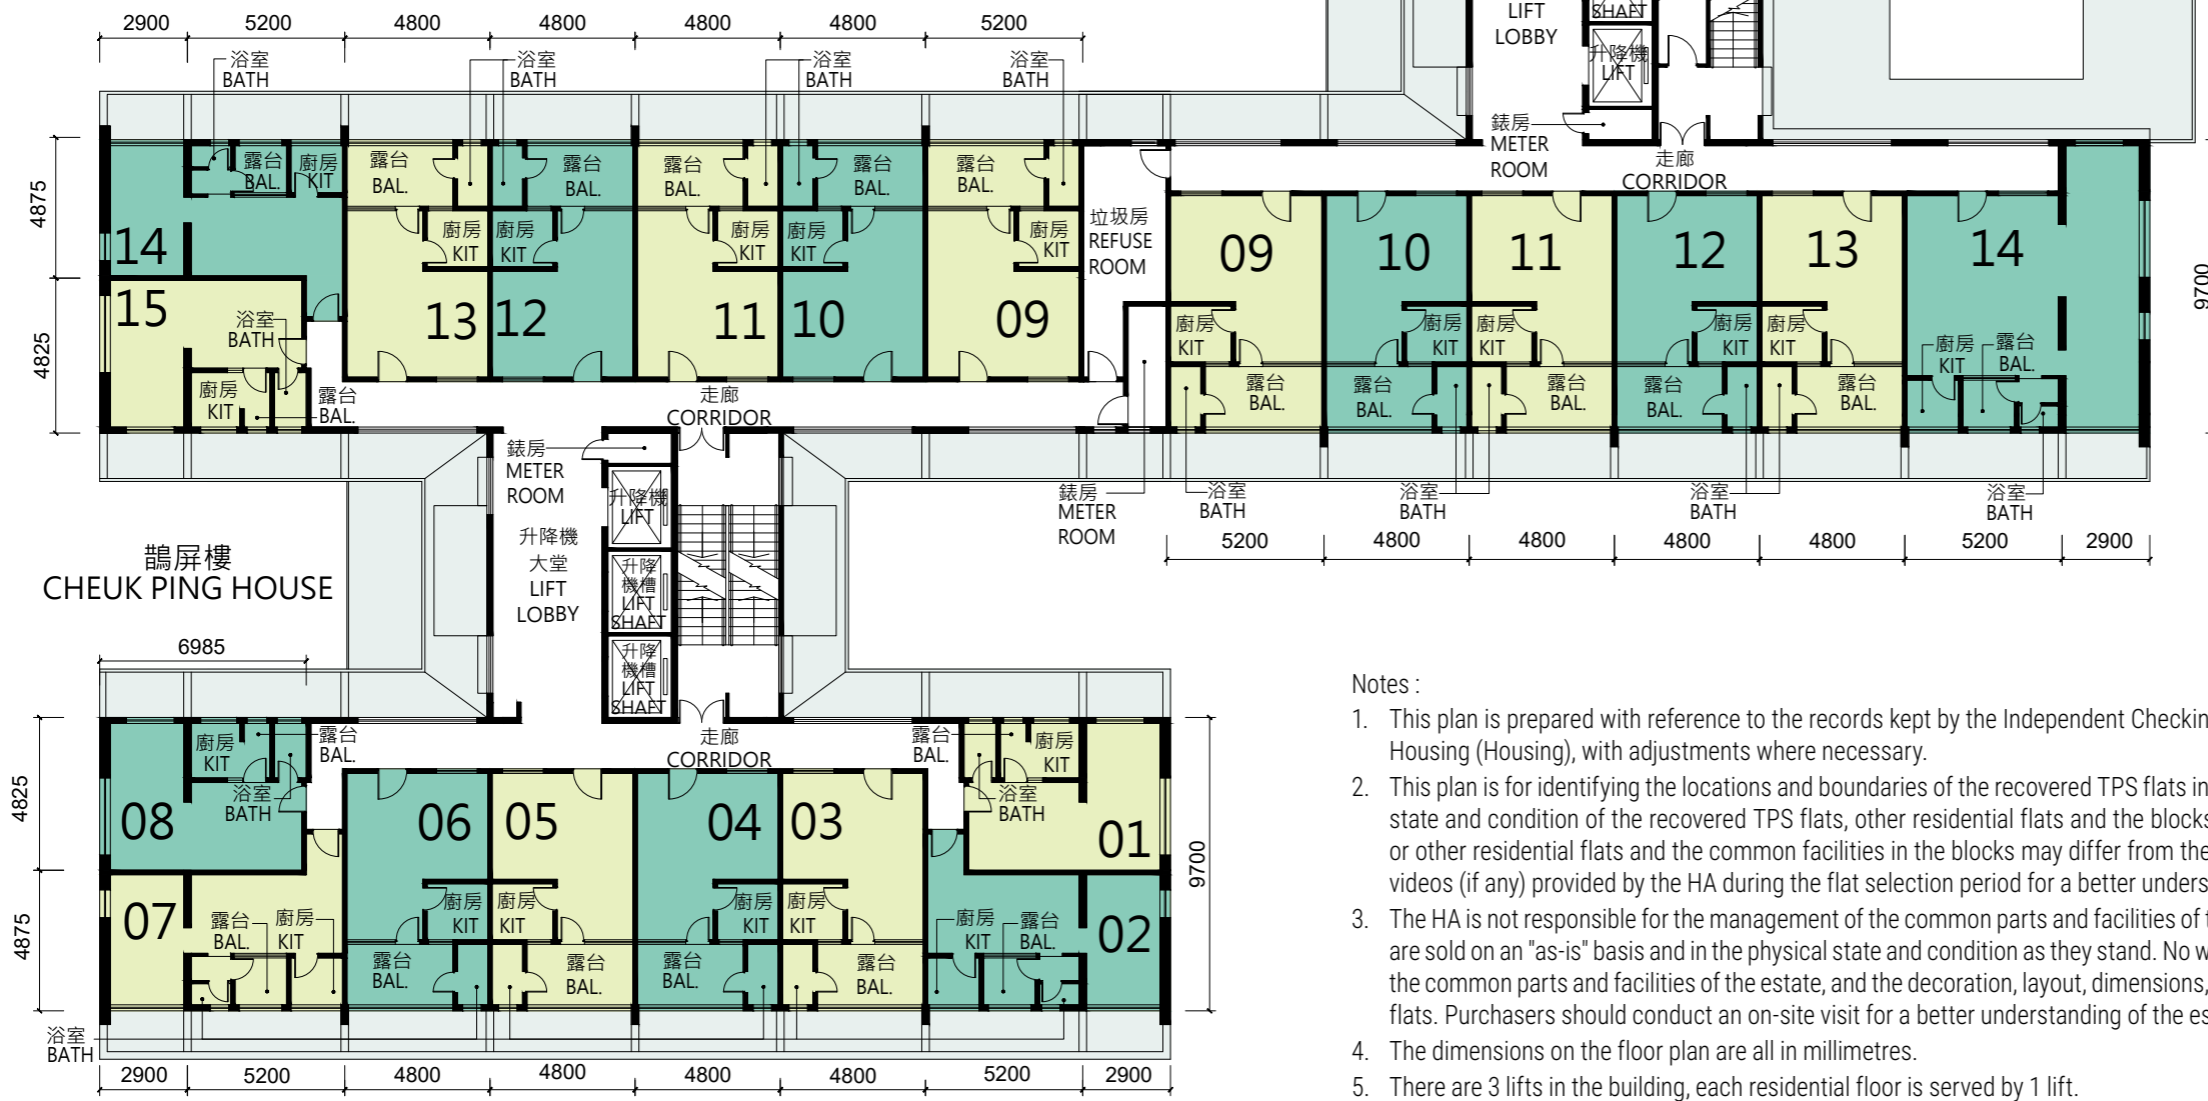 2900 5200 4800 4800 4800 5200
浴室
BATH
浴室
BATH
浴室
BATH
浴室
BATH
LIFT
LOBBY
SHAFT
升降機
LIFT
錶房
METER
ROOM
走廊
CORRIDOR
4875
4825
露台
BAL.
廚房
KIT
露台
BAL.
露台
BAL.
露台
BAL.
露台
BAL.
露台
BAL.
廚房
KIT
廚房
KIT
廚房
KIT
廚房
KIT
廚房
KIT
14
15
13
12
11
10
09
浴室
BATH
廚房
KIT
露台
BAL.
走廊
CORRIDOR
垃圾房
REFUSE
ROOM
09
10
11
12
13
14
9700
廚房
KIT
廚房
KIT
廚房
KIT
廚房
KIT
廚房
KIT
廚房
KIT
露台
BAL.
露台
BAL.
露台
BAL.
露台
BAL.
露台
BAL.
露台
BAL.
錶房
METER
ROOM
浴室
BATH
浴室
BATH
浴室
BATH
浴室
BATH
5200 4800 4800 4800 4800 5200 2900
錶房
METER
ROOM
升降機
LIFT
升降機
大堂
LIFT
LOBBY
升降
機槽
LIFT
SHAFT
升降
機槽
LIFT
SHAFT
鵲屏樓
CHEUK PING HOUSE
6985
4825
4875
廚房
KIT
露台
BAL.
浴室
BATH
走廊
CORRIDOR
露台
BAL.
廚房
KIT
浴室
BATH
08
06
05
04
03
01
07
02
9700
露台
BAL.
廚房
KIT
廚房
KIT
廚房
KIT
廚房
KIT
廚房
KIT
廚房
KIT
露台
BAL.
露台
BAL.
露台
BAL.
露台
BAL.
露台
BAL.
浴室
BATH
2900 5200 4800 4800 4800 4800 5200 2900
Notes :
1. This plan is prepared with reference to the records kept by the Independent Checkin
Housing (Housing), with adjustments where necessary.
2. This plan is for identifying the locations and boundaries of the recovered TPS flats in
state and condition of the recovered TPS flats, other residential flats and the blocks
or other residential flats and the common facilities in the blocks may differ from the
videos (if any) provided by the HA during the flat selection period for a better unders
3. The HA is not responsible for the management of the common parts and facilities of t
are sold on an "as-is" basis and in the physical state and condition as they stand. No w
the common parts and facilities of the estate, and the decoration, layout, dimensions,
flats. Purchasers should conduct an on-site visit for a better understanding of the es
4. The dimensions on the floor plan are all in millimetres.
5. There are 3 lifts in the building, each residential floor is served by 1 lift.